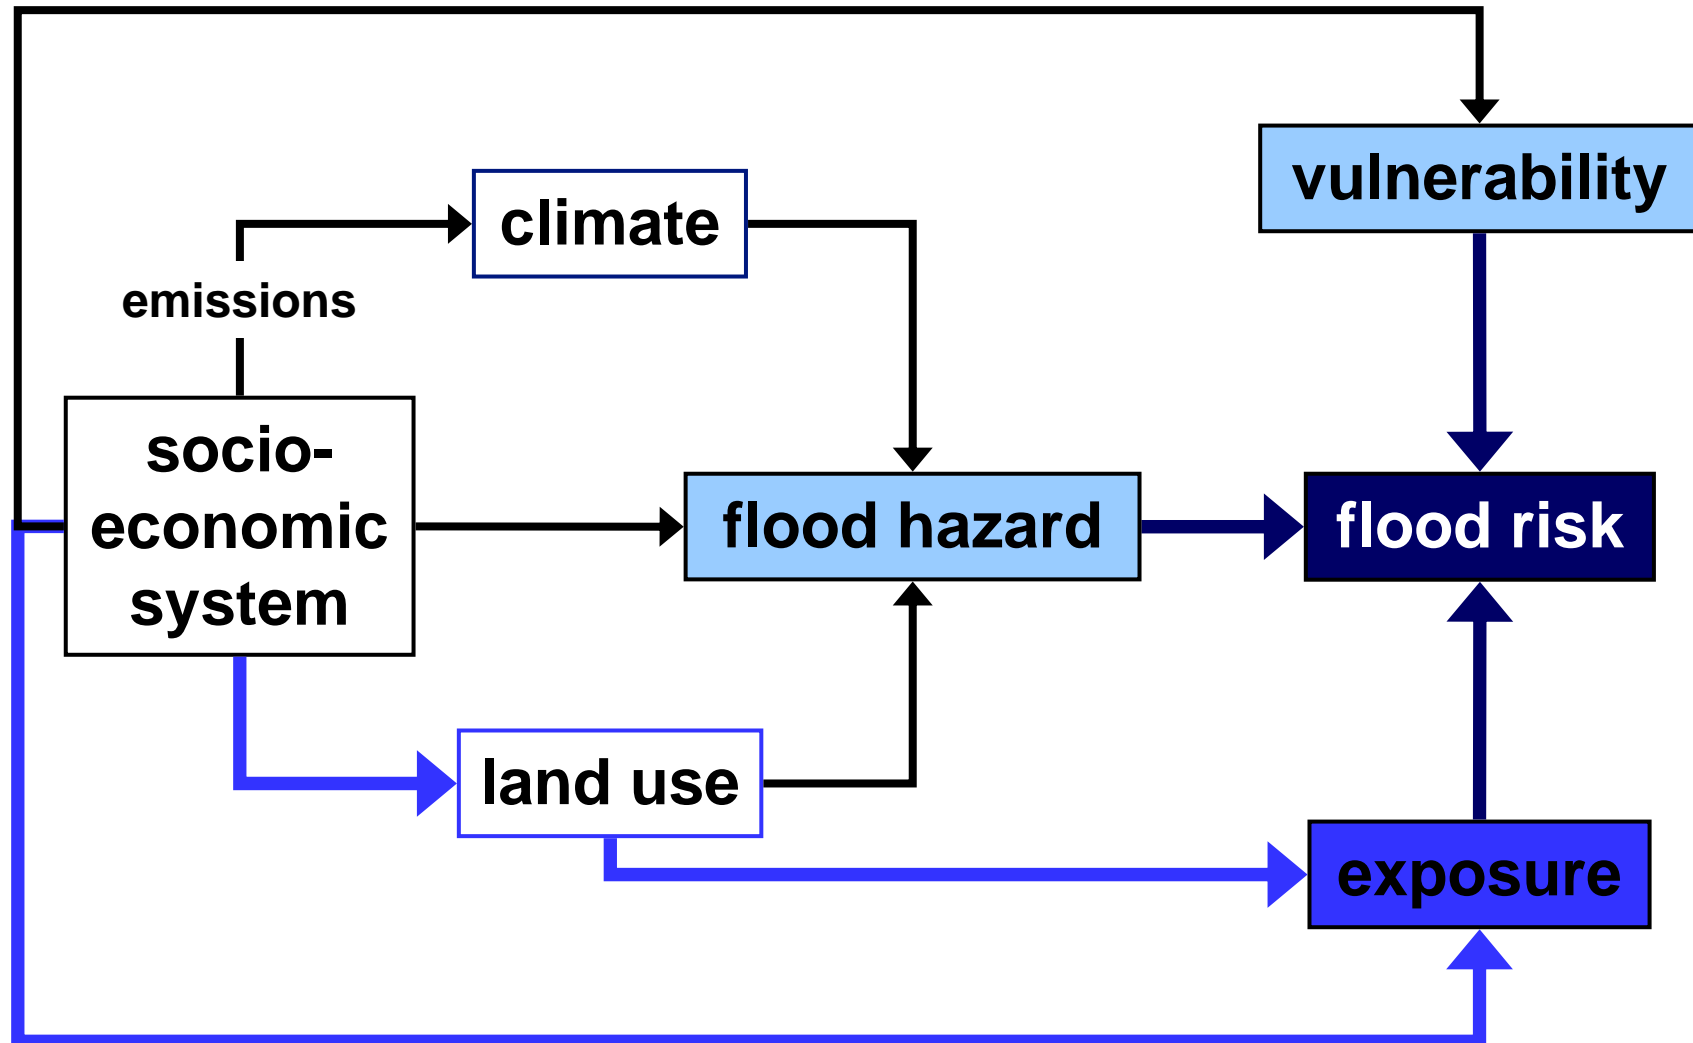 vulnerability
climate
emissions
socio-
economic
system
flood hazard
flood risk
land use
exposure